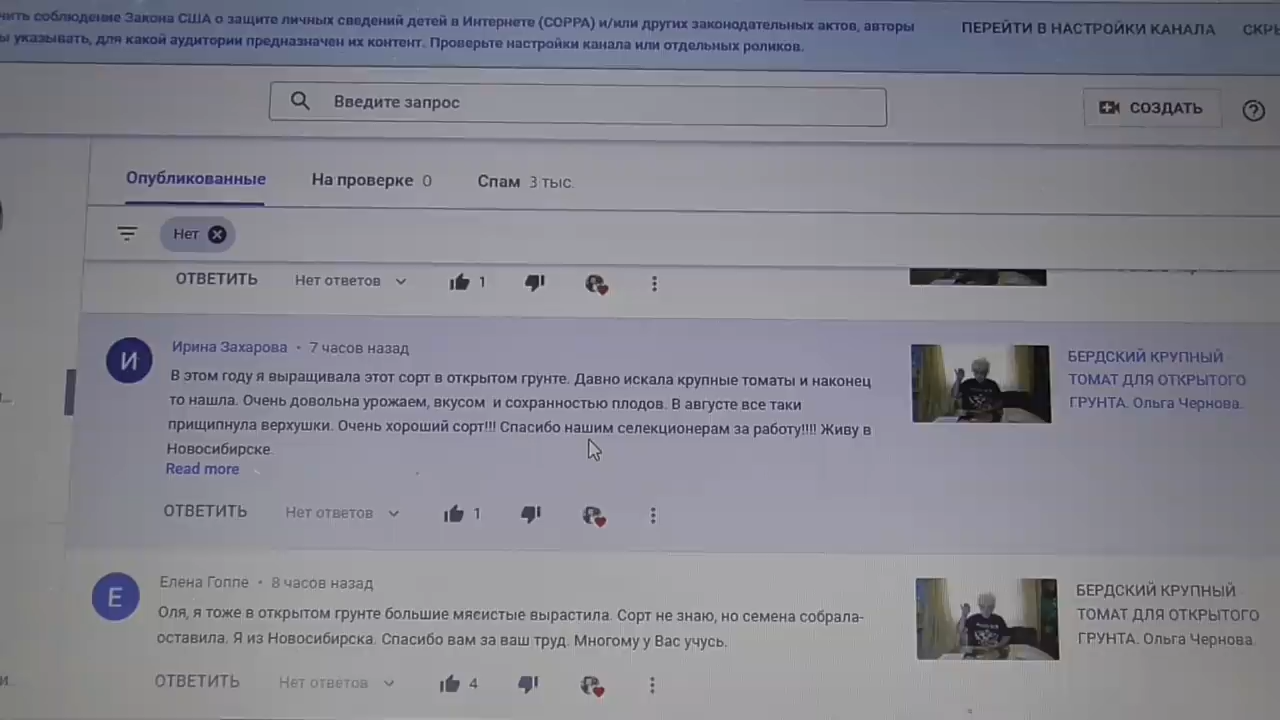 нить соблюдение Закона США о защите личных сведений детей в Интернете (COPPA) и/или других законодательных актов, авторы
ы указывать, для какой аудитории предназначен их контент. Проверьте настройки канала или отдельных роликов.
ПЕРЕЙТИ В НАСТРОЙКИ КАНАЛА
СКРЫ
Введите запрос
СОЗДАТЬ
Опубликованные
На проверке 0
Спам 3 тыс.
Нет
ОТВЕТИТЬ
Нет ответов
1
И
Ирина Захарова • 7 часов назад
В этом году я выращивала этот сорт в открытом грунте. Давно искала крупные томаты и наконец
то нашла. Очень довольна урожаем, вкусом и сохранностью плодов. В августе все таки
прищипнула верхушки. Очень хороший сорт!!! Спасибо нашим селекционерам за работу!!!! Живу в
Новосибирске.
Read more
БЕРДСКИЙ КРУПНЫЙ
ТОМАТ ДЛЯ ОТКРЫТОГО
ГРУНТА. Ольга Чернова.
ОТВЕТИТЬ
Нет ответов
1
Е
Елена Гоппе • 8 часов назад
Оля, я тоже в открытом грунте большие мясистые вырастила. Сорт не знаю, но семена собрала-
оставила. Я из Новосибирска. Спасибо вам за ваш труд. Многому у Вас учусь.
БЕРДСКИЙ КРУПНЫЙ
ТОМАТ ДЛЯ ОТКРЫТОГО
ГРУНТА. Ольга Чернова.
ОТВЕТИТЬ
Нет ответов
4